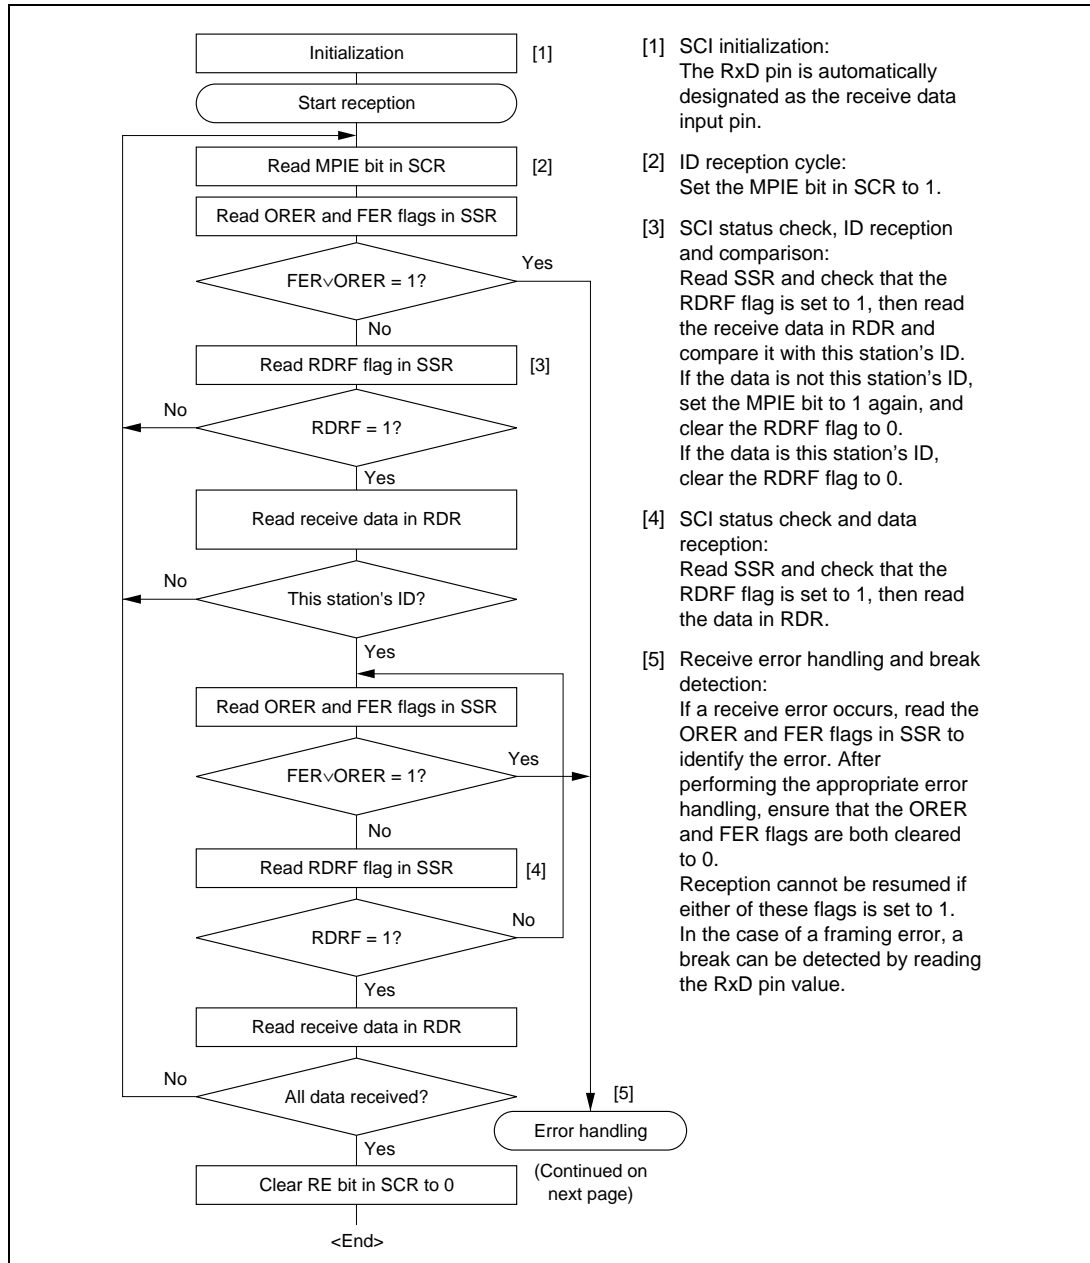 Initialization
[1]
Start reception
Read MPIE bit in SCR
[2]
Read ORER and FER flags in SSR
Yes
FER∨ORER = 1?
No
Read RDRF flag in SSR
[3]
No
RDRF = 1?
Yes
Read receive data in RDR
No
This station's ID?
Yes
Read ORER and FER flags in SSR
Yes
FER∨ORER = 1?
No
Read RDRF flag in SSR
[4]
No
RDRF = 1?
Yes
Read receive data in RDR
No
All data received?
[5]
Error handling
Yes
(Continued on
next page)
Clear RE bit in SCR to 0
<End>
[1] SCI initialization:
The RxD pin is automatically
designated as the receive data
input pin.
[2] ID reception cycle:
Set the MPIE bit in SCR to 1.
[3] SCI status check, ID reception
and comparison:
Read SSR and check that the
RDRF flag is set to 1, then read
the receive data in RDR and
compare it with this station's ID.
If the data is not this station's ID,
set the MPIE bit to 1 again, and
clear the RDRF flag to 0.
If the data is this station's ID,
clear the RDRF flag to 0.
[4] SCI status check and data
reception:
Read SSR and check that the
RDRF flag is set to 1, then read
the data in RDR.
[5] Receive error handling and break
detection:
If a receive error occurs, read the
ORER and FER flags in SSR to
identify the error. After
performing the appropriate error
handling, ensure that the ORER
and FER flags are both cleared
to 0.
Reception cannot be resumed if
either of these flags is set to 1.
In the case of a framing error, a
break can be detected by reading
the RxD pin value.